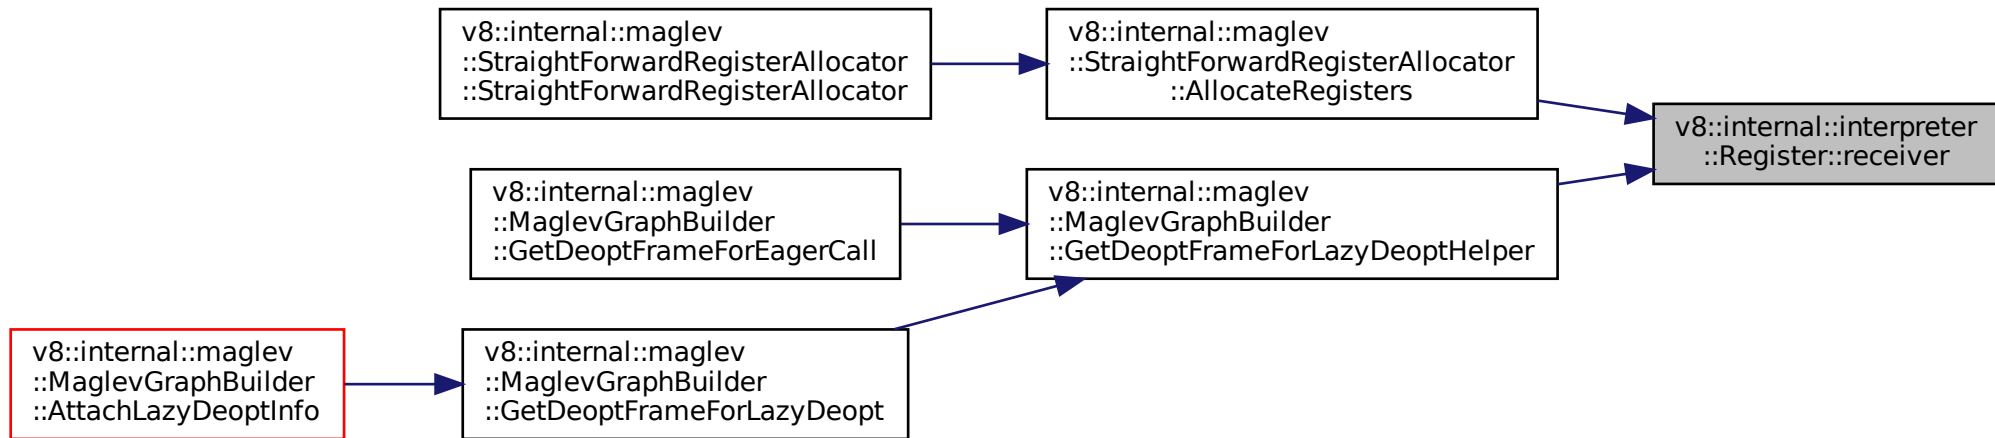 v8::internal::maglev
::StraightForwardRegisterAllocator
::StraightForwardRegisterAllocator
v8::internal::maglev
::StraightForwardRegisterAllocator
::AllocateRegisters
v8::internal::interpreter
::Register::receiver
v8::internal::maglev
::MaglevGraphBuilder
::GetDeoptFrameForEagerCall
v8::internal::maglev
::MaglevGraphBuilder
::GetDeoptFrameForLazyDeoptHelper
v8::internal::maglev
::MaglevGraphBuilder
::AttachLazyDeoptInfo
v8::internal::maglev
::MaglevGraphBuilder
::GetDeoptFrameForLazyDeopt